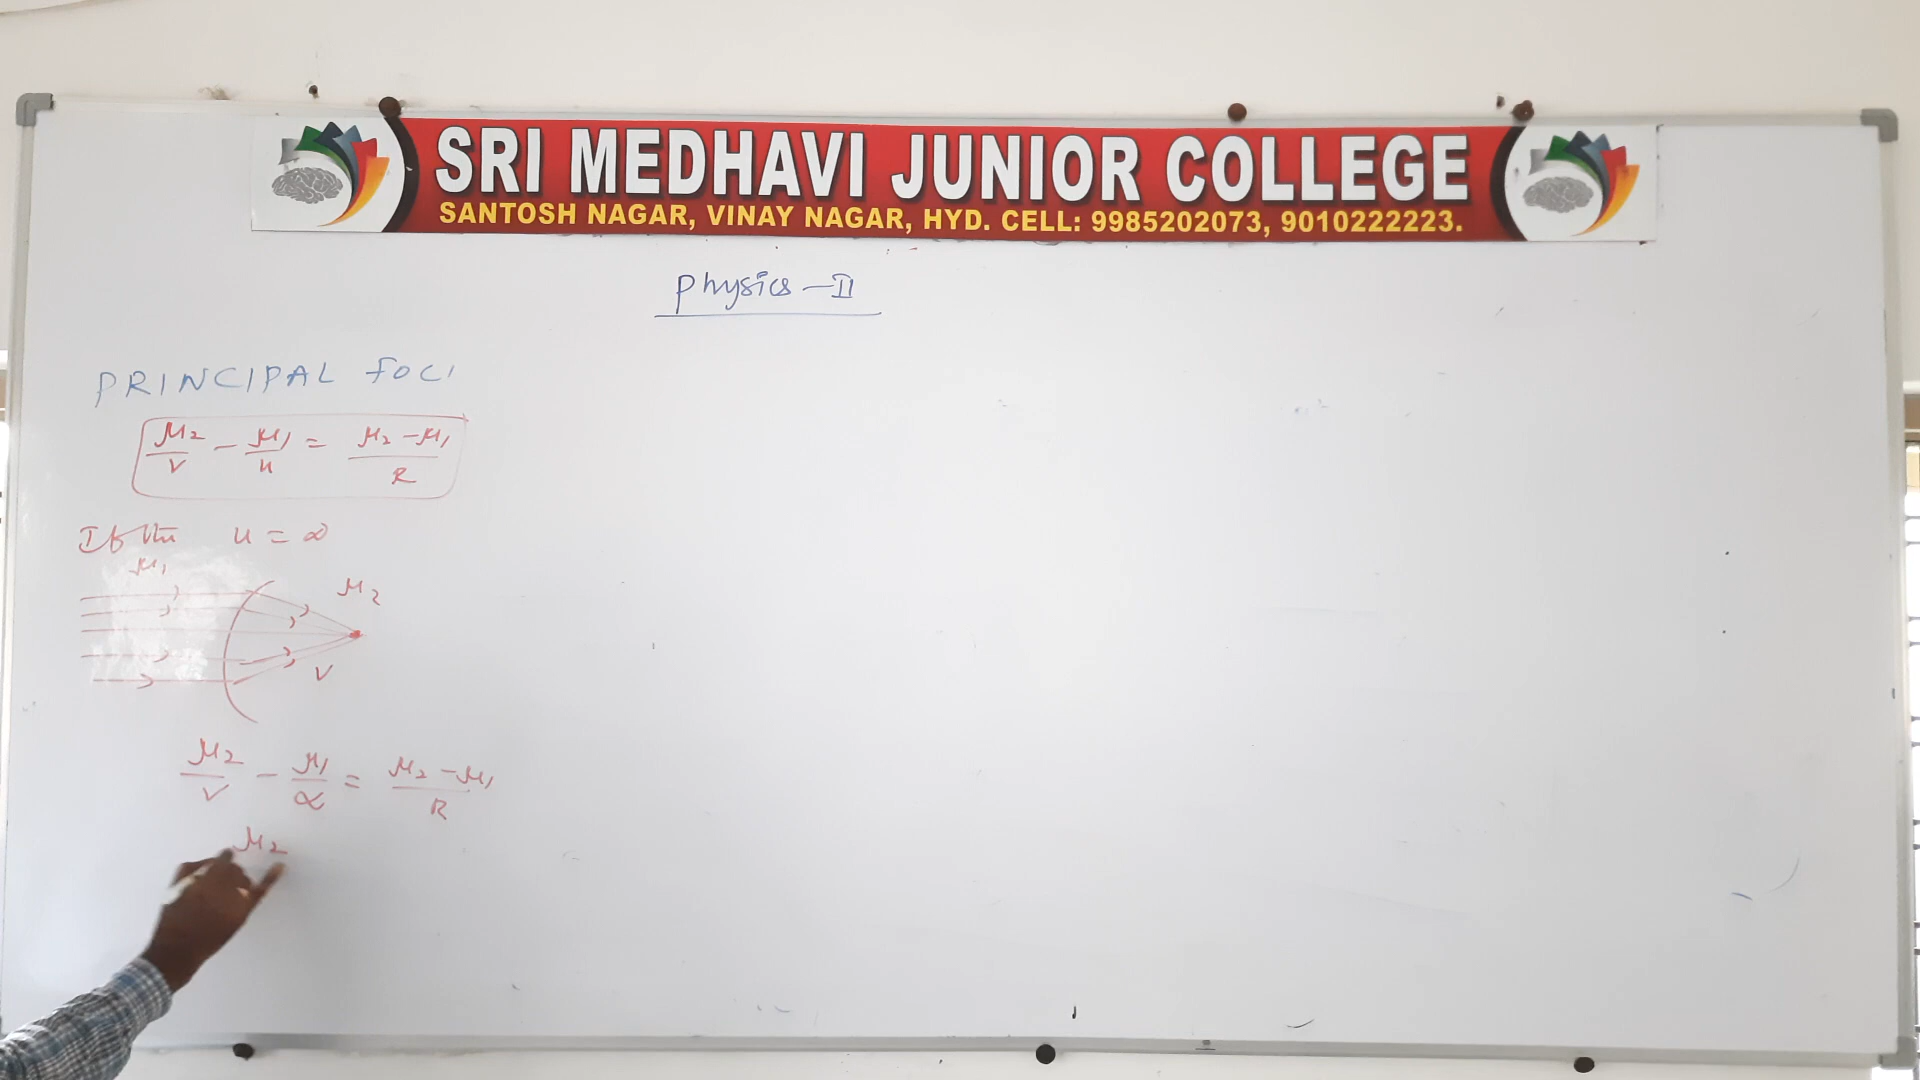 SRI MEDHAVI JUNIOR COLLEGE
SANTOSH NAGAR, VINAY NAGAR, HYD. CELL: 9985202073, 9010222223.
Physics - II
PRINCIPAL FOCI
μ₂/v - μ₁/u = μ₂ - μ₁/R
If the u = ∞
μ₁
μ₂
v
μ₂/v - μ₁/∝ = μ₂ - μ₁/R
μ₂